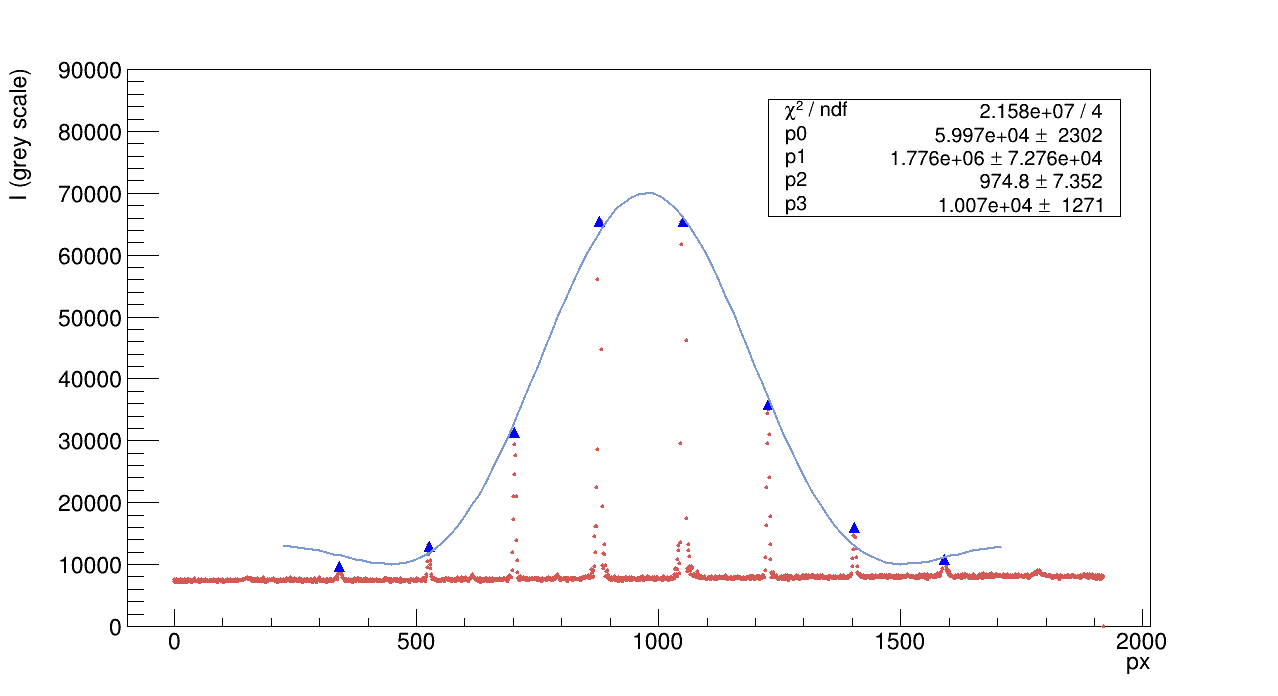 I (grey scale)
90000
80000
70000
60000
50000
40000
30000
20000
10000
0
χ² / ndf 2.158e+07 / 4
p0 5.997e+04 ± 2302
p1 1.776e+06 ± 7.276e+04
p2 974.8 ± 7.352
p3 1.007e+04 ± 1271
0 500 1000 1500 2000
px